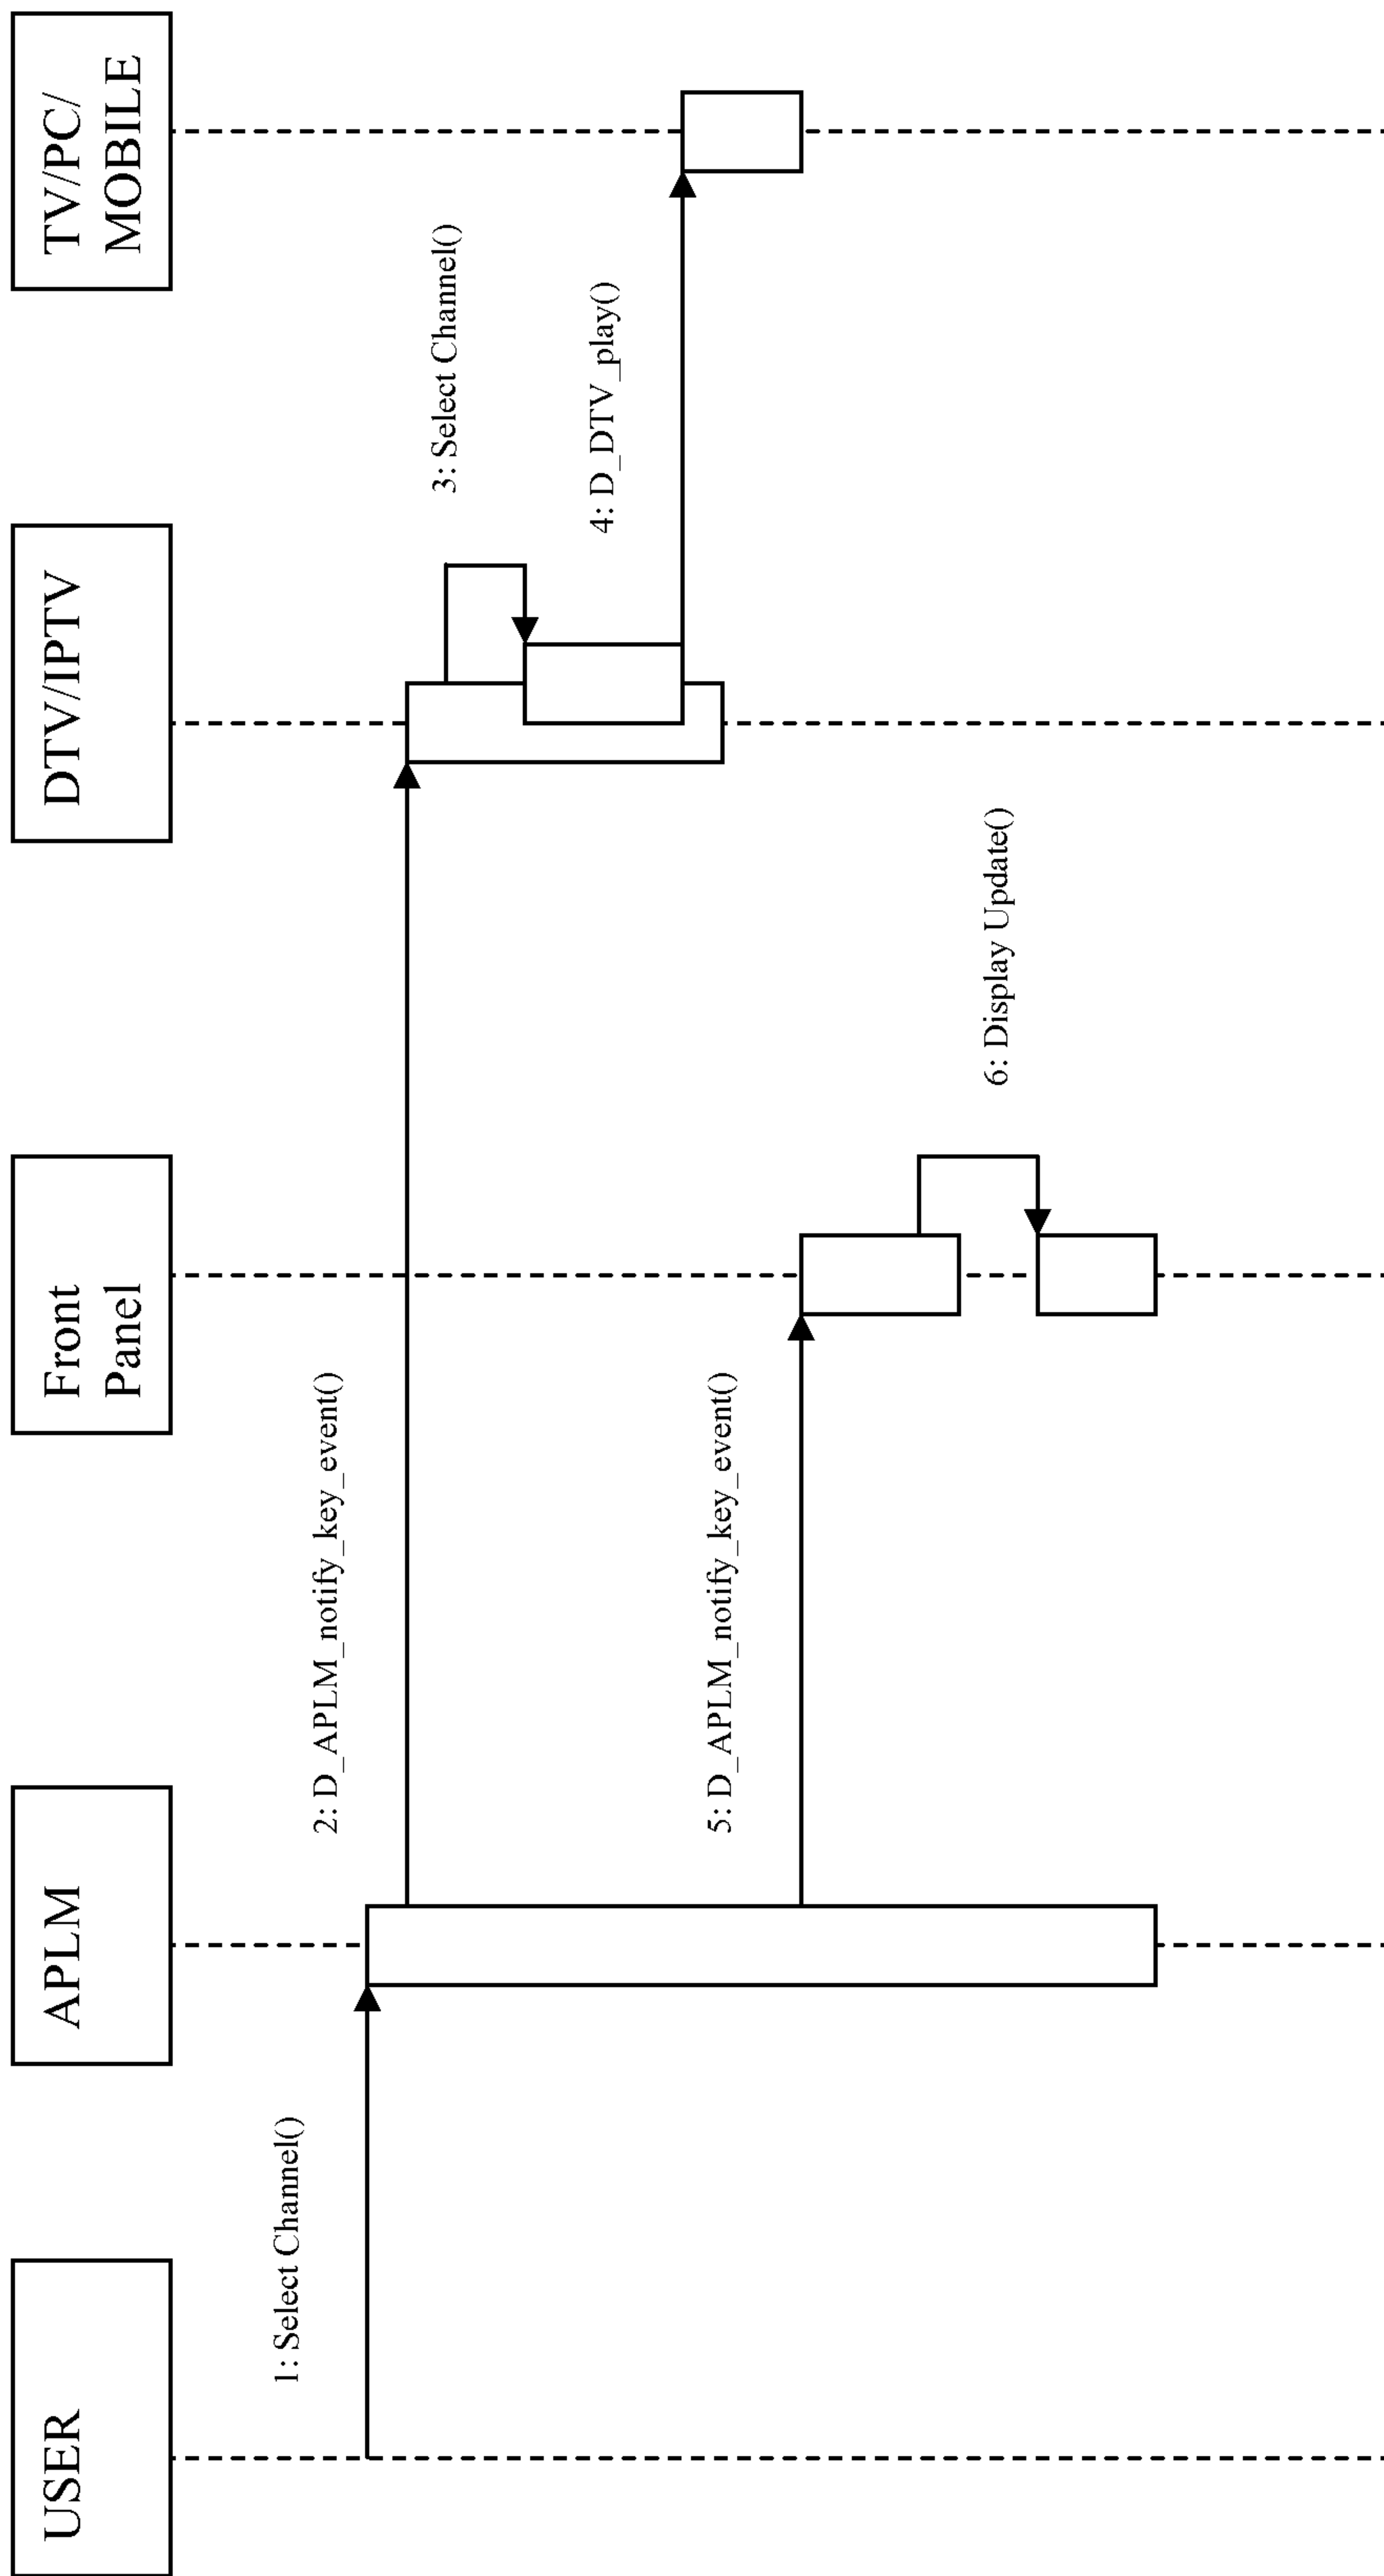 USER
APLM
Front
Panel
DTV/IPTV
TV/PC/
MOBILE
1: Select Channel()
2: D_APLM_notify_key_event()
3: Select Channel()
4: D_DTV_play()
5: D_APLM_notify_key_event()
6: Display Update()